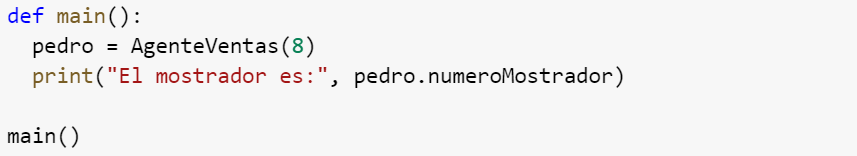 def main():
  pedro = AgenteVentas(8)
  print("El mostrador es:", pedro.numeroMostrador)

main()